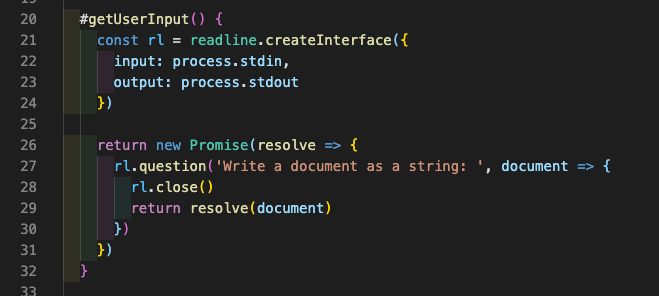 20 #getUserInput() {
21 const rl = readline.createInterface({
22 input: process.stdin,
23 output: process.stdout
24 })
25
26 return new Promise(resolve => {
27 rl.question('Write a document as a string: ', document => {
28 rl.close()
29 return resolve(document)
30 })
31 })
32 }
33